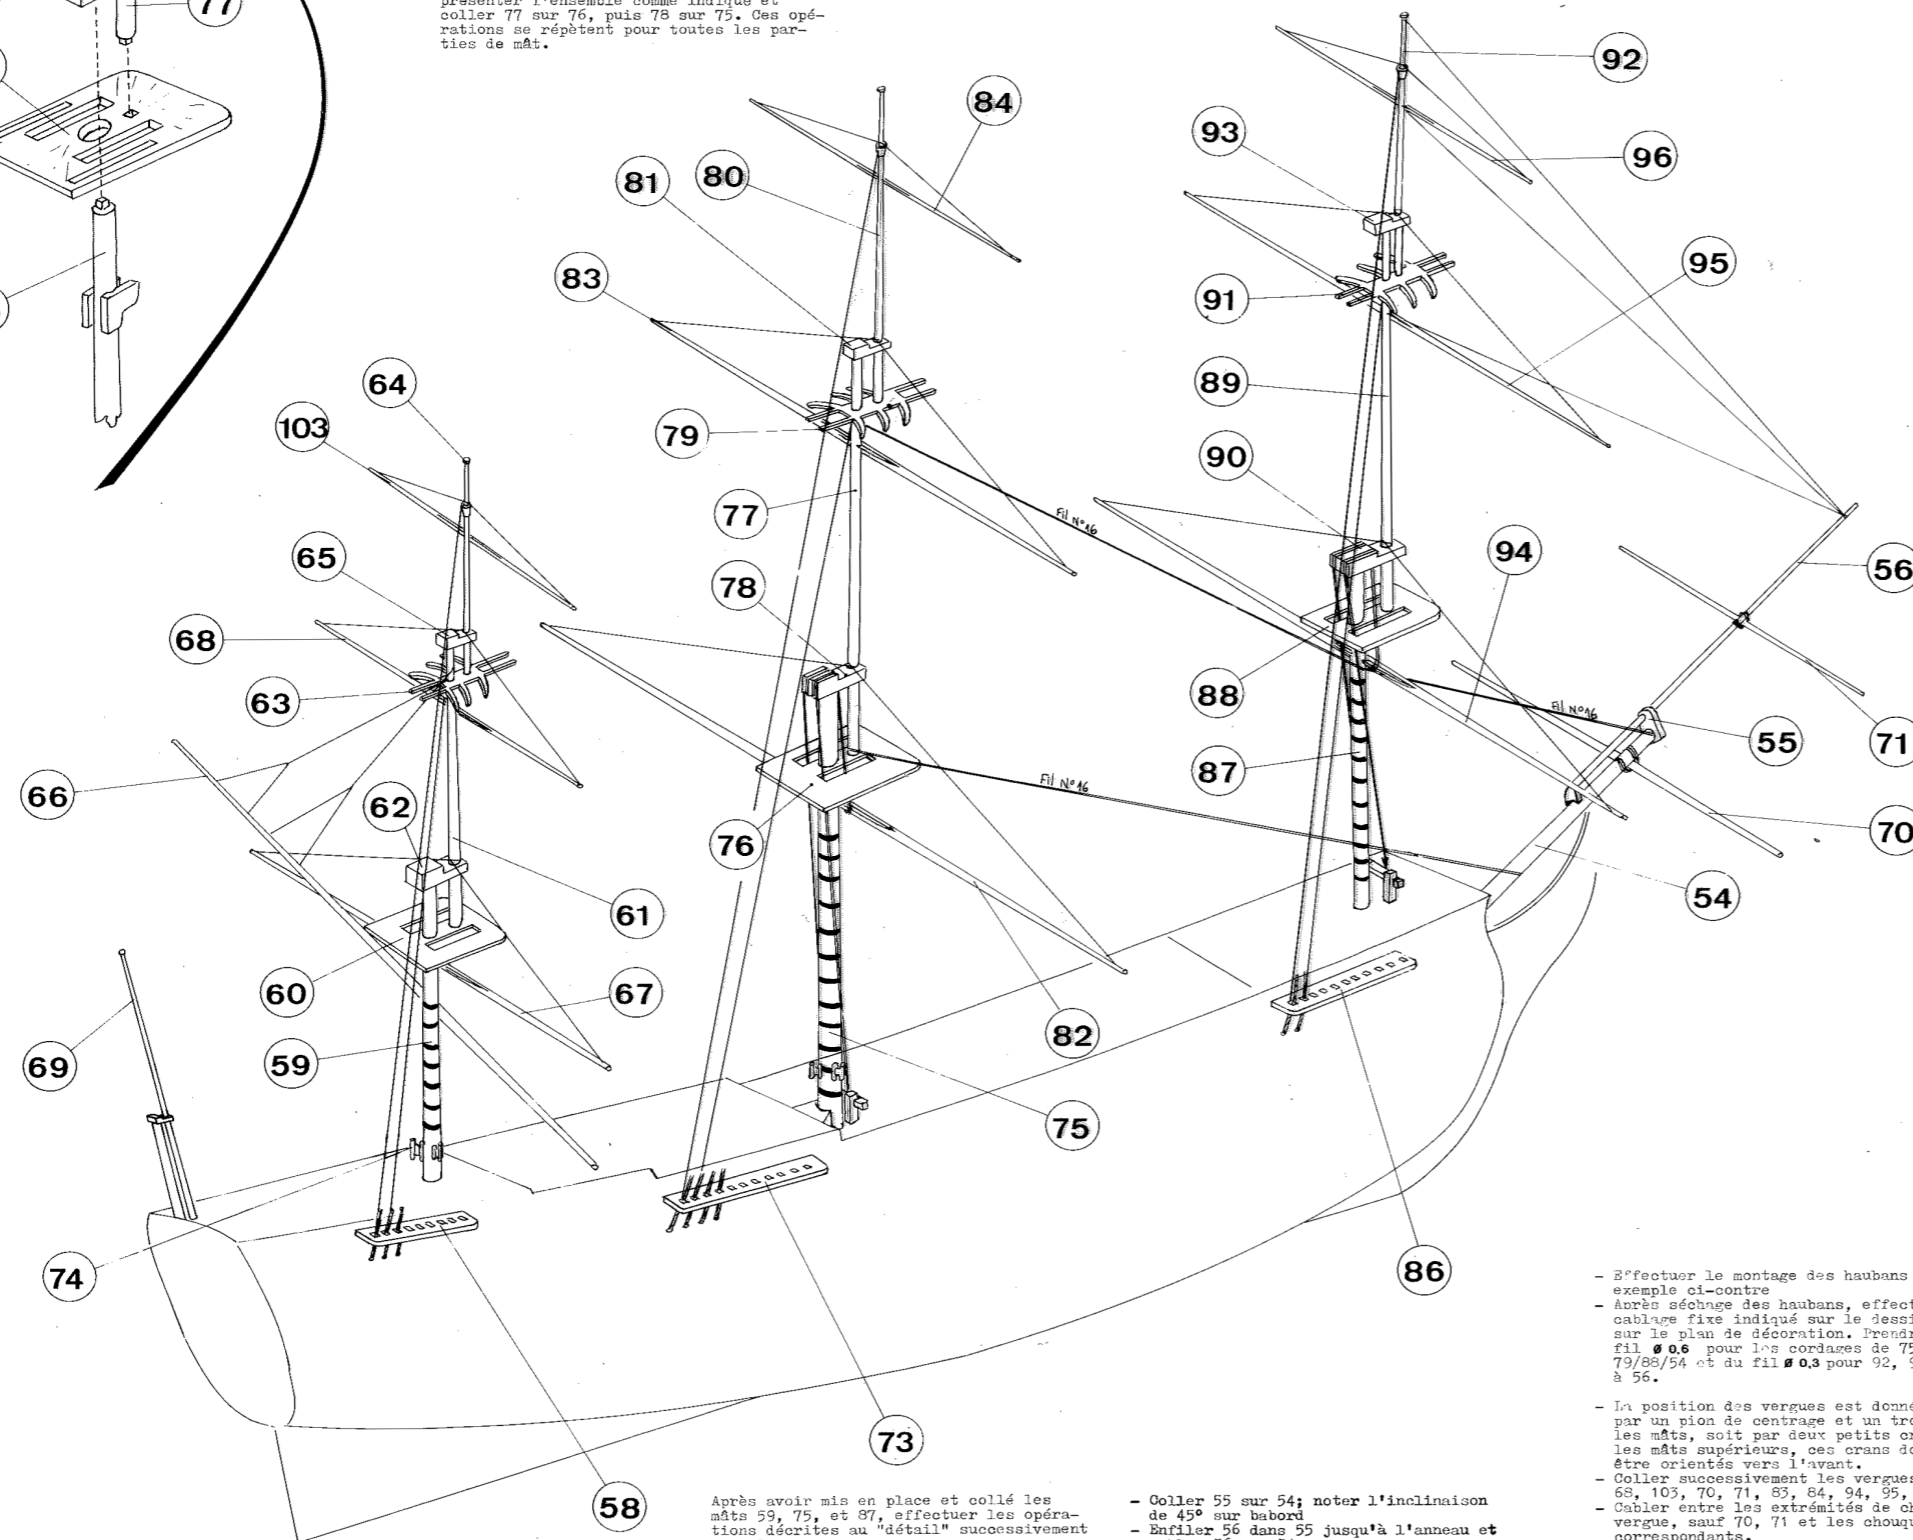 77
présenter l'ensemble comme indiqué et
coller 77 sur 76, puis 78 sur 75. Ces opé-
rations se répètent pour toutes les par-
ties de mât.
92
84
93
96
81
80
95
83
91
64
89
103
79
90
77
Fil N°16
94
65
56
78
68
88
63
Fil N°16
55
71
87
66
62
Fil N°16
70
76
54
61
60
67
82
59
69
75
74
86
73
58
- Effectuer le montage des haubans
exemple ci-contre
- Après séchage des haubans,
cablage fixe indiqué sur le
sur le plan de décoration.
fil ø 0.6 pour les cordages de 75
79/88/54 et du fil ø 0,3 pour 92,
à 56.
- La position des vergues est
par un pion de centrage et un
les mâts, soit par deux petits
les mâts supérieurs, ces crans
être orientés vers l'avant.
- Coller successivement les vergues
68, 103, 70, 71, 83, 84, 94, 95,
- Cabler entre les extrémités de
vergue, sauf 70, 71 et les
correspondants.
Après avoir mis en place et collé les
mâts 59, 75, et 87, effectuer les opéra-
tions décrites au "détail" successivement
- Coller 55 sur 54; noter l'inclinaison
de 45° sur babord
- Enfiler 56 dans 55 jusqu'à l'anneau et